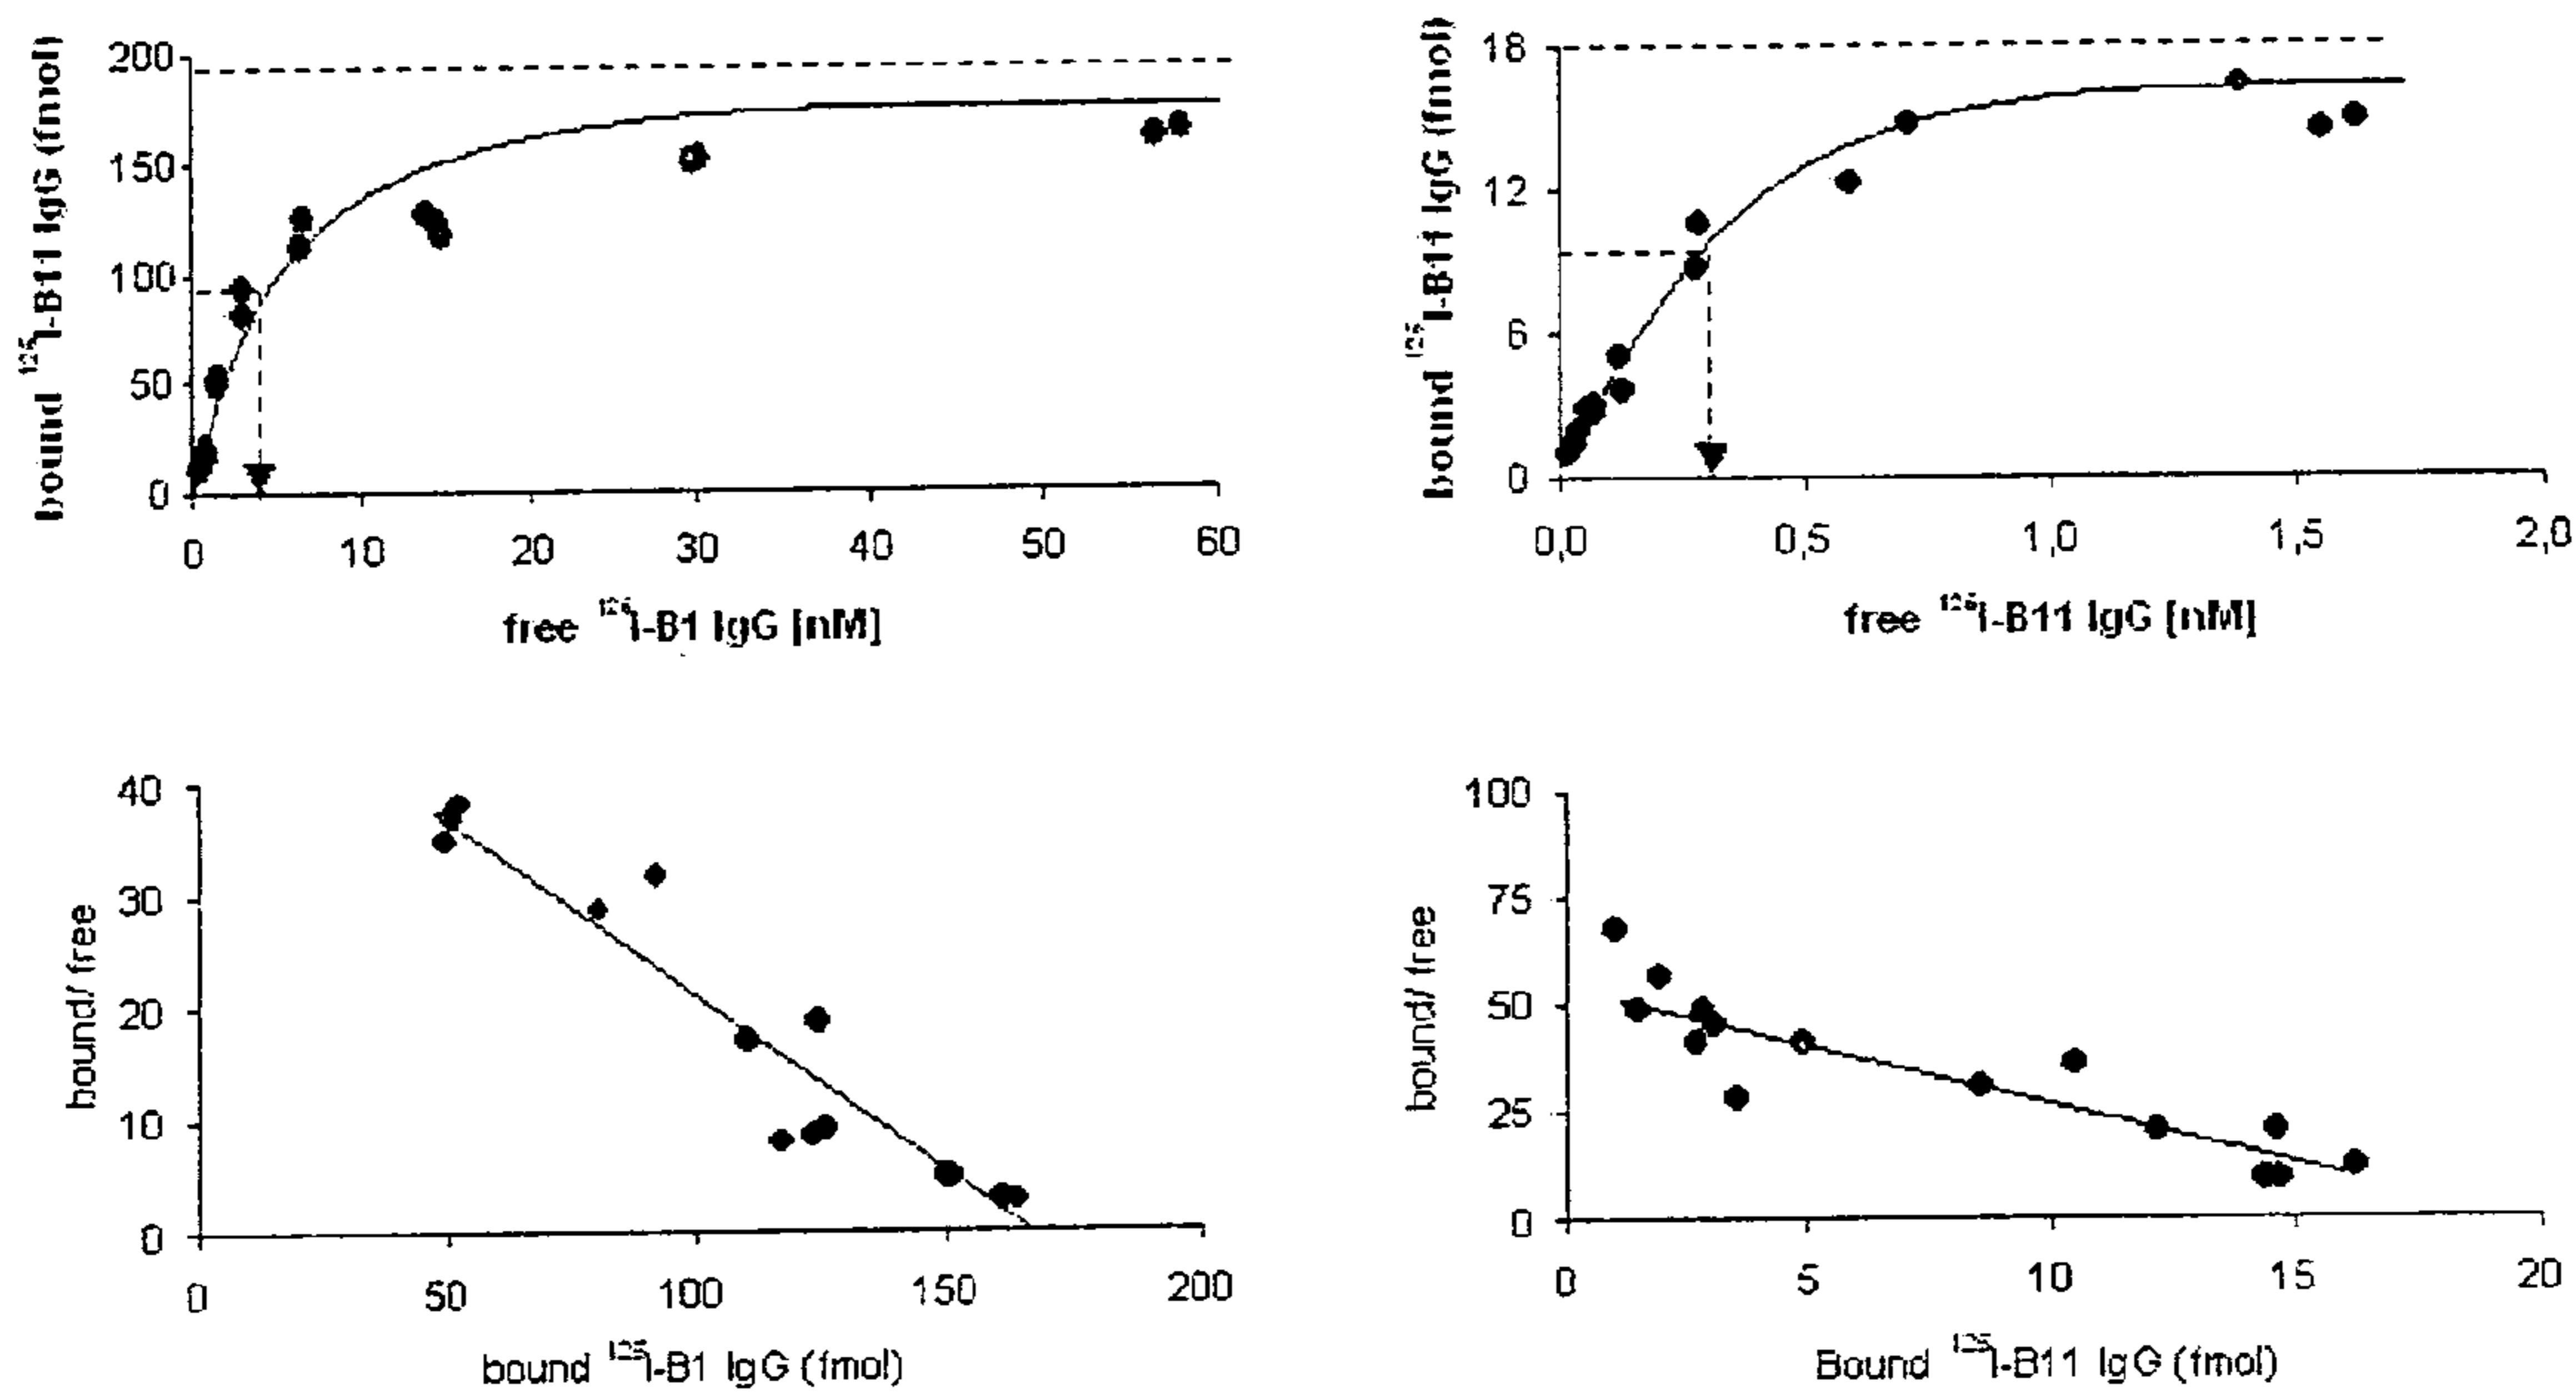 bound 125I-B11 IgG (fmol)
200
150
100
50
0
0 10 20 30 40 50 60
free 125I-B1 IgG [nM]
bound 125I-B11 IgG (fmol)
18
12
6
0
0,0 0,5 1,0 1,5 2,0
free 125I-B11 IgG [nM]
bound/ free
40
30
20
10
0
0 50 100 150 200
bound 125I-B1 IgG (fmol)
bound/ free
100
75
50
25
0
0 5 10 15 20
Bound 125I-B11 IgG (fmol)